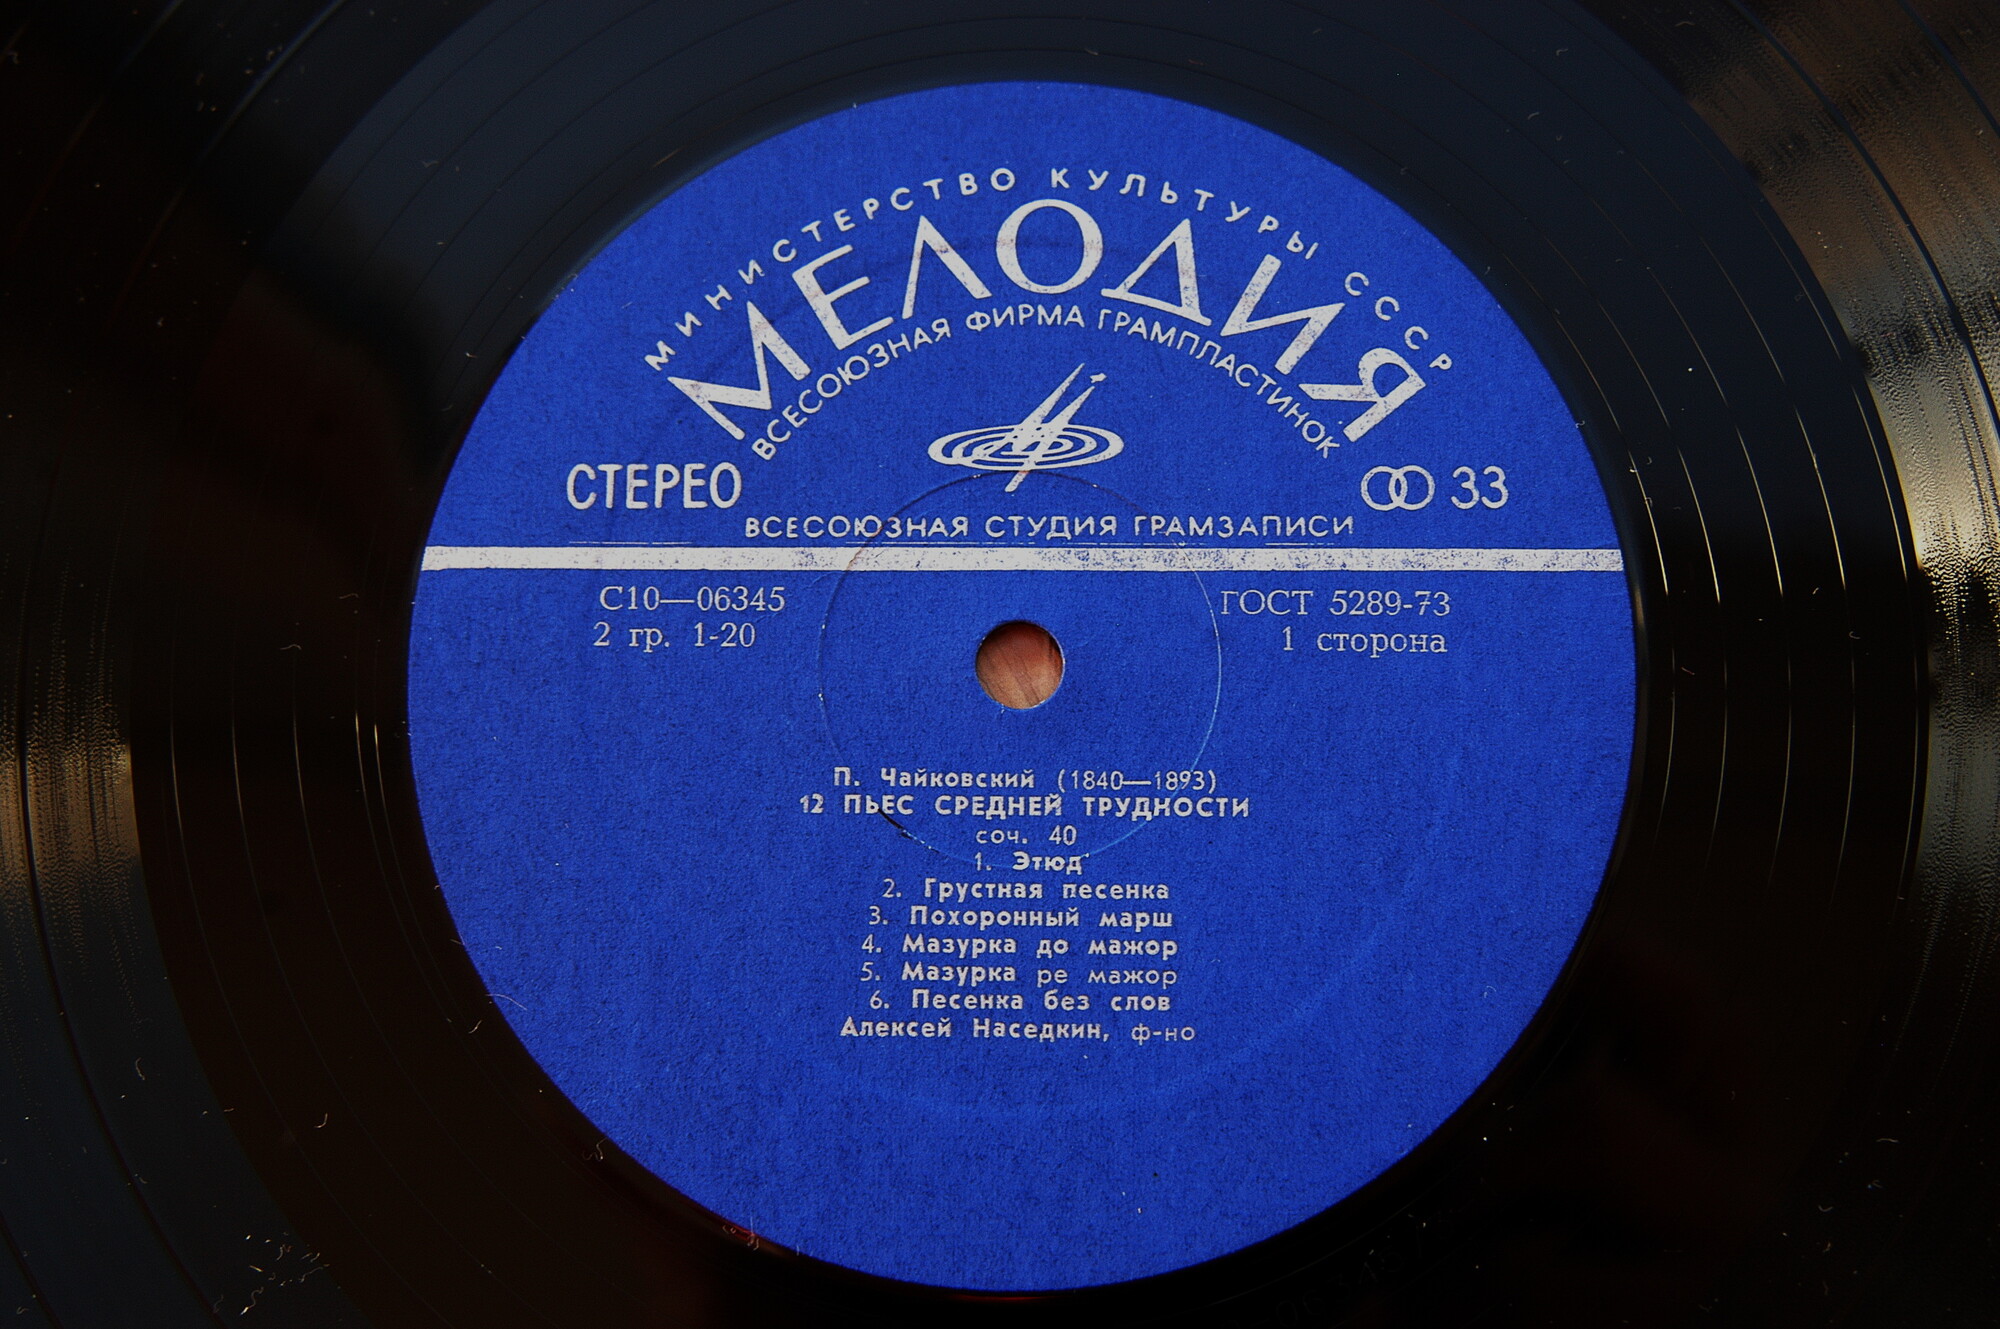 МИНИСТЕРСТВО КУЛЬТУРЫ СССР
МЕЛОДИЯ
ВСЕСОЮЗНАЯ ФИРМА ГРАМПЛАСТИНОК
СТЕРЕО
33
ВСЕСОЮЗНАЯ СТУДИЯ ГРАМЗАПИСИ
С10—06345
ГОСТ 5289-73
2 гр. 1-20
1 сторона
П. Чайковский (1840—1893)
12 ПЬЕС СРЕДНЕЙ ТРУДНОСТИ
соч. 40
1. Этюд
2. Грустная песенка
3. Похоронный марш
4. Мазурка до мажор
5. Мазурка ре мажор
6. Песенка без слов
Алексей Наседкин, ф-но